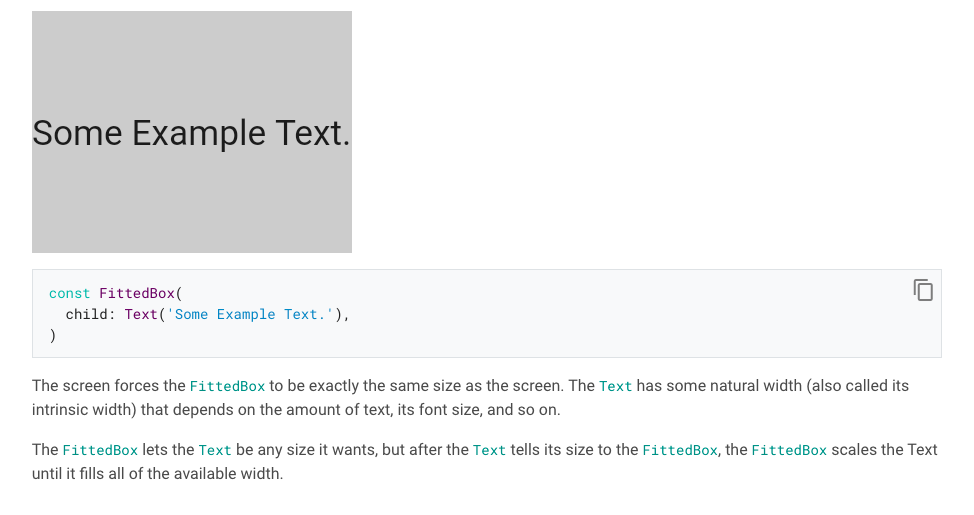 Some Example Text.
const FittedBox(
  child: Text('Some Example Text.'),
)
The screen forces the FittedBox to be exactly the same size as the screen. The Text has some natural width (also called its
intrinsic width) that depends on the amount of text, its font size, and so on.
The FittedBox lets the Text be any size it wants, but after the Text tells its size to the FittedBox, the FittedBox scales the Text
until it fills all of the available width.